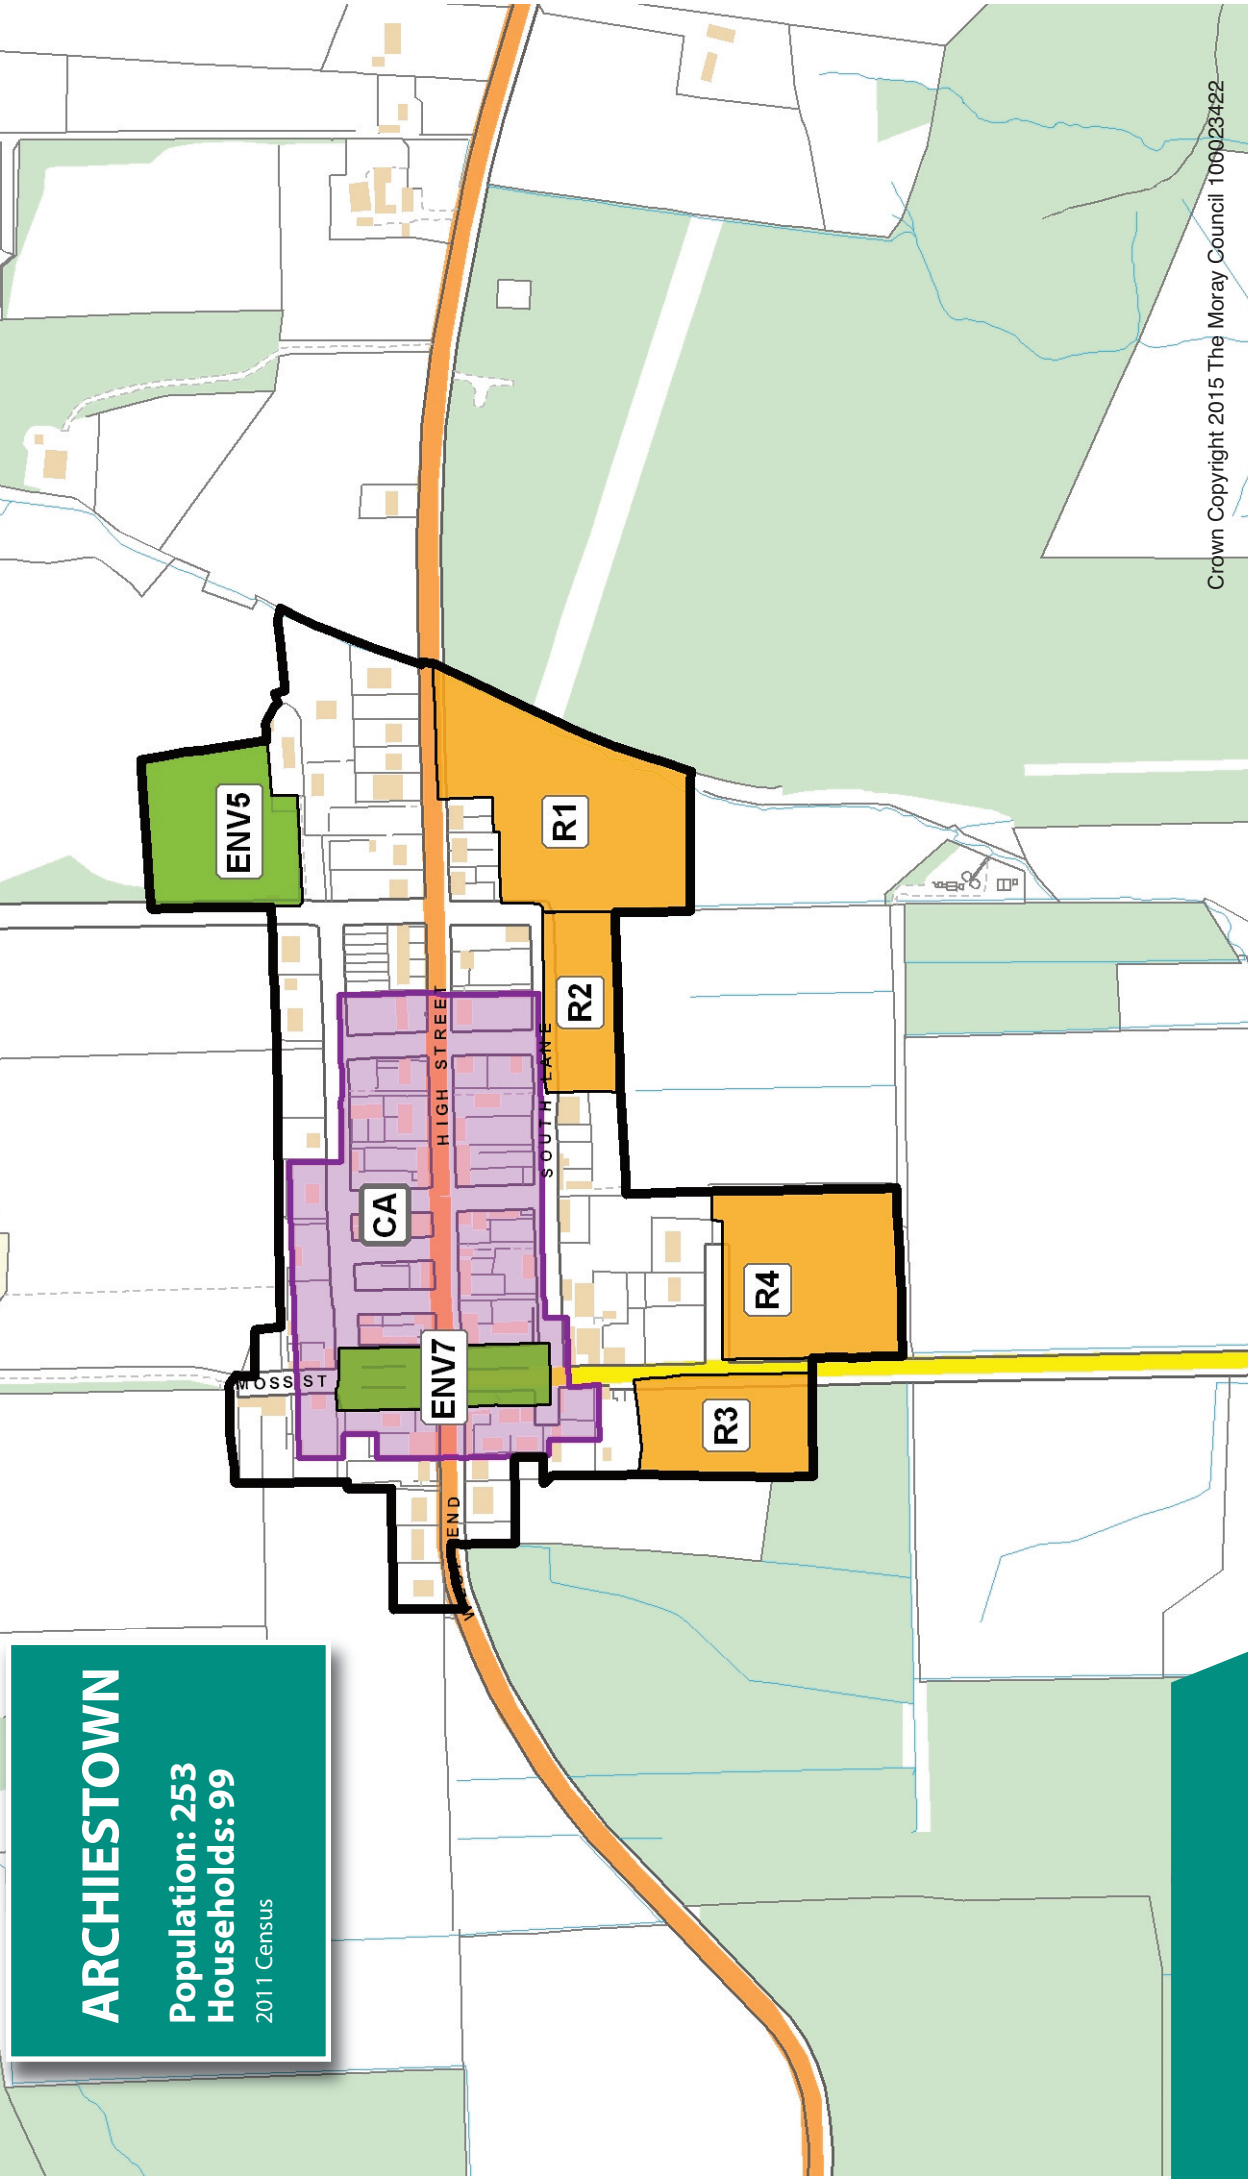 ARCHIESTOWN
Population: 253
Households: 99
2011 Census
ENV5
MOSS ST
CA
HIGH STREET
ENV7
END
SOUTH LANE
R1
R2
R3
R4
Crown Copyright 2015 The Moray Council 100023422